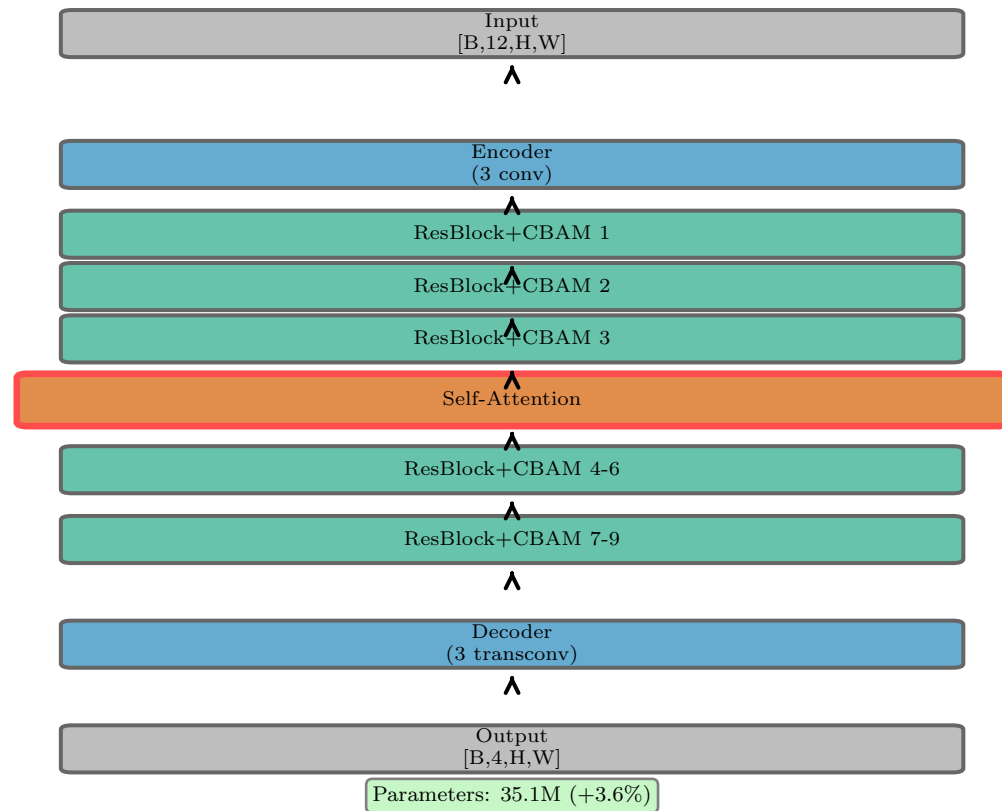 Input
[B,12,H,W]
Encoder
(3 conv)
ResBlock+CBAM 1
ResBlock+CBAM 2
ResBlock+CBAM 3
Self-Attention
ResBlock+CBAM 4-6
ResBlock+CBAM 7-9
Decoder
(3 transconv)
Output
[B,4,H,W]
Parameters: 35.1M (+3.6%)